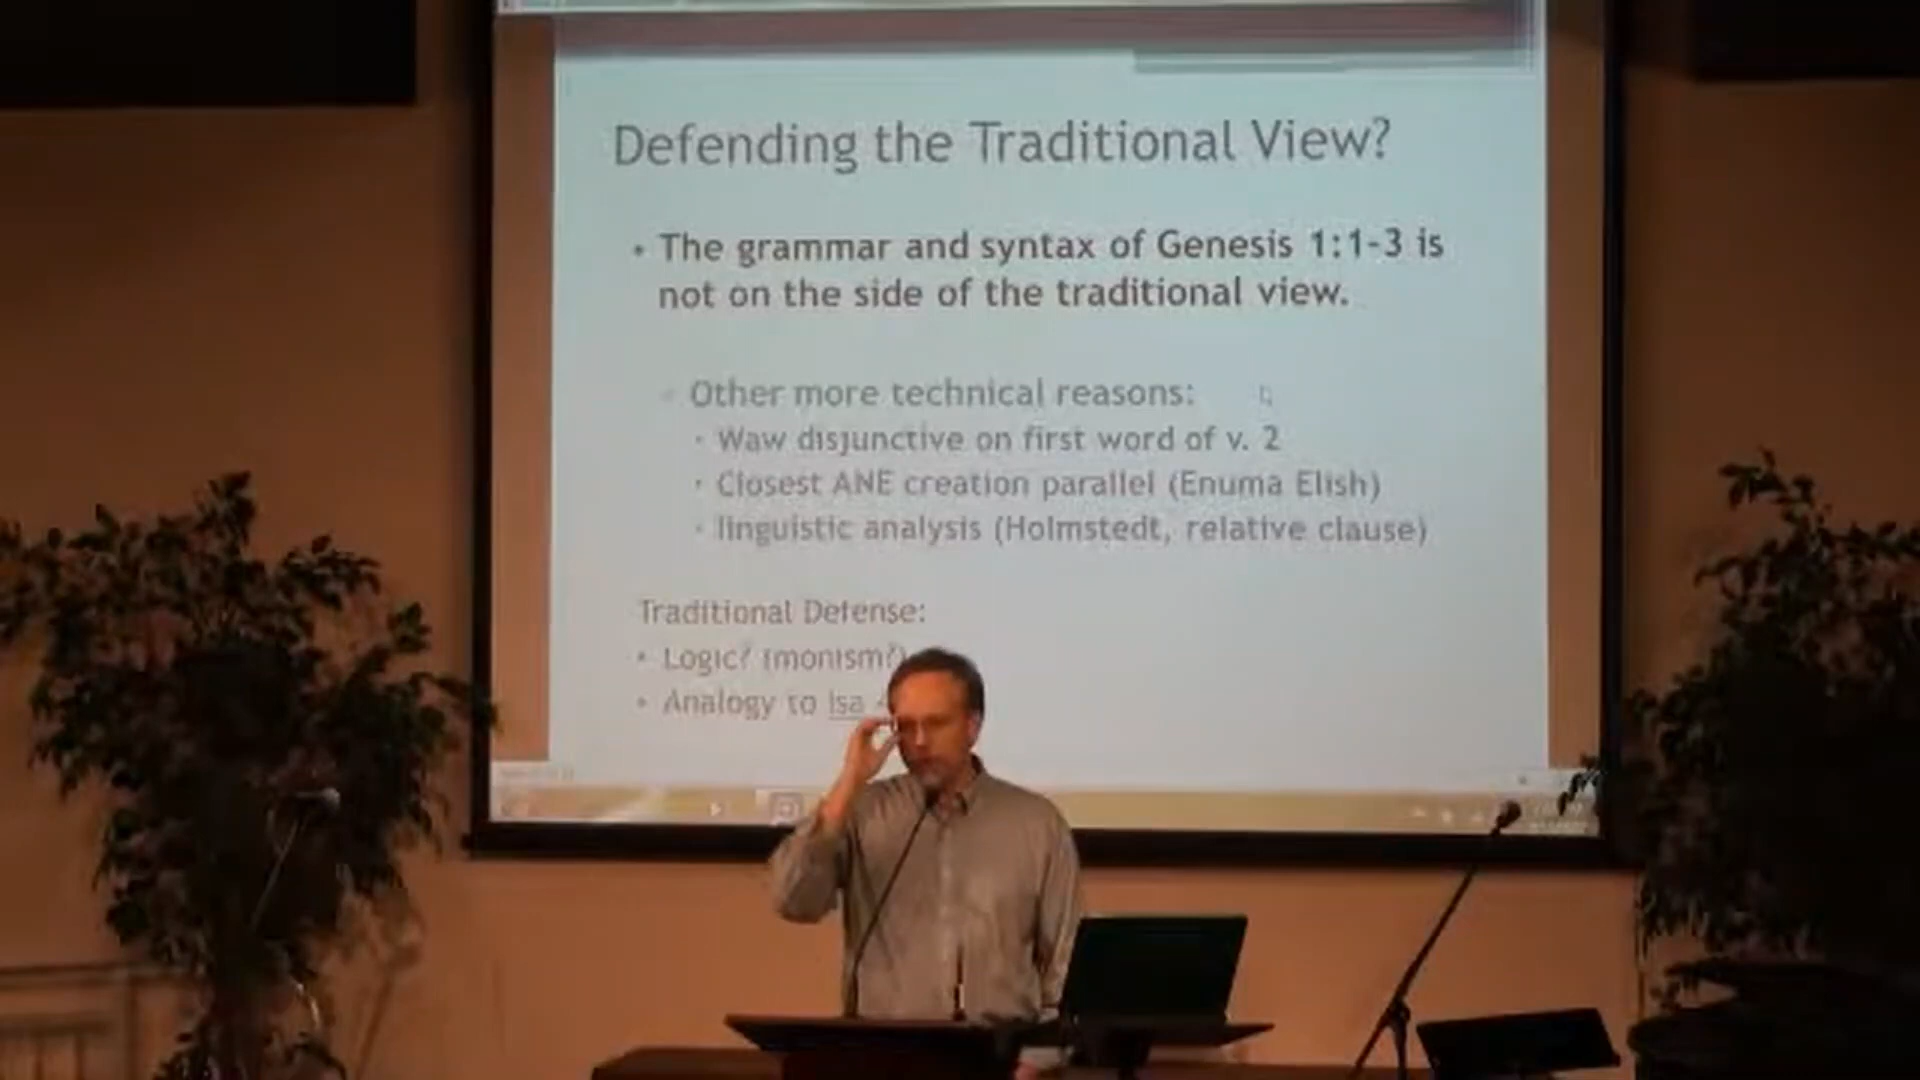 Defending the Traditional View?
• The grammar and syntax of Genesis 1:1-3 is
not on the side of the traditional view.
Other more technical reasons:
• Waw disjunctive on first word of v. 2
• Closest ANE creation parallel (Enuma Elish)
• linguistic analysis (Holmstedt, relative clause)
Traditional Defense:
• Logic? (monism?)
• Analogy to Isa